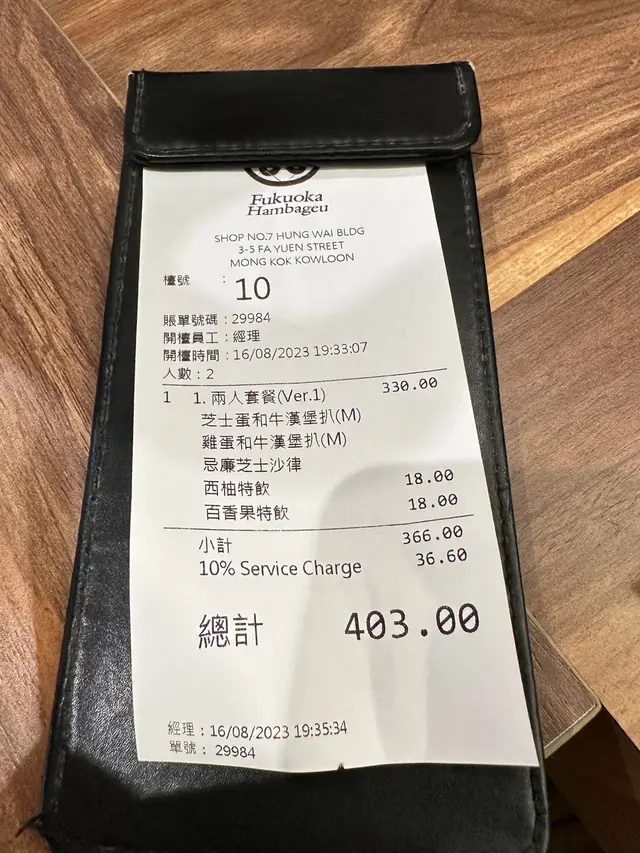 Fukuoka
Hambageu
SHOP NO.7 HUNG WAI BLDG
3-5 FA YUEN STREET
MONG KOK KOWLOON
檯號 : 10
賬單號碼 : 29984
開檯員工 : 經理
開檯時間 : 16/08/2023 19:33:07
人數 : 2
1 1. 兩人套餐(Ver.1) 330.00
芝士蛋和牛漢堡扒(M)
雞蛋和牛漢堡扒(M)
忌廉芝士沙律
西柚特飲 18.00
百香果特飲 18.00
小計 366.00
10% Service Charge 36.60
總計 403.00
經理 : 16/08/2023 19:35:34
單號 : 29984